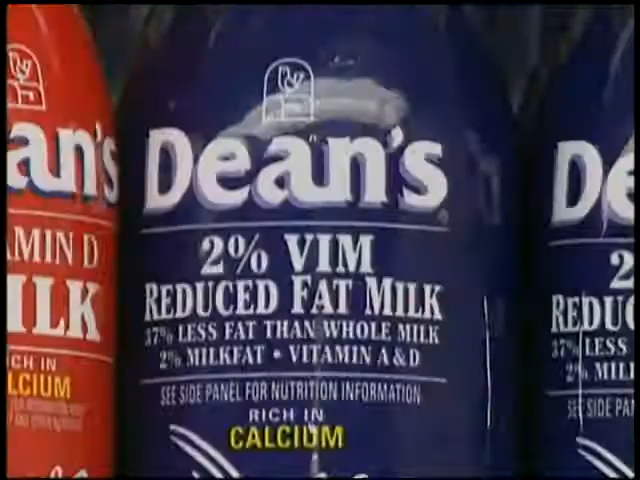 Dean's
2% VIM
REDUCED FAT MILK
37% LESS FAT THAN WHOLE MILK
2% MILKFAT • VITAMIN A & D
SEE SIDE PANEL FOR NUTRITION INFORMATION
RICH IN
CALCIUM
an's
AMIN D
ILK
ICH IN
LCIUM
De
2
REDUC
37% LESS
2% MIL
SEE SIDE PA